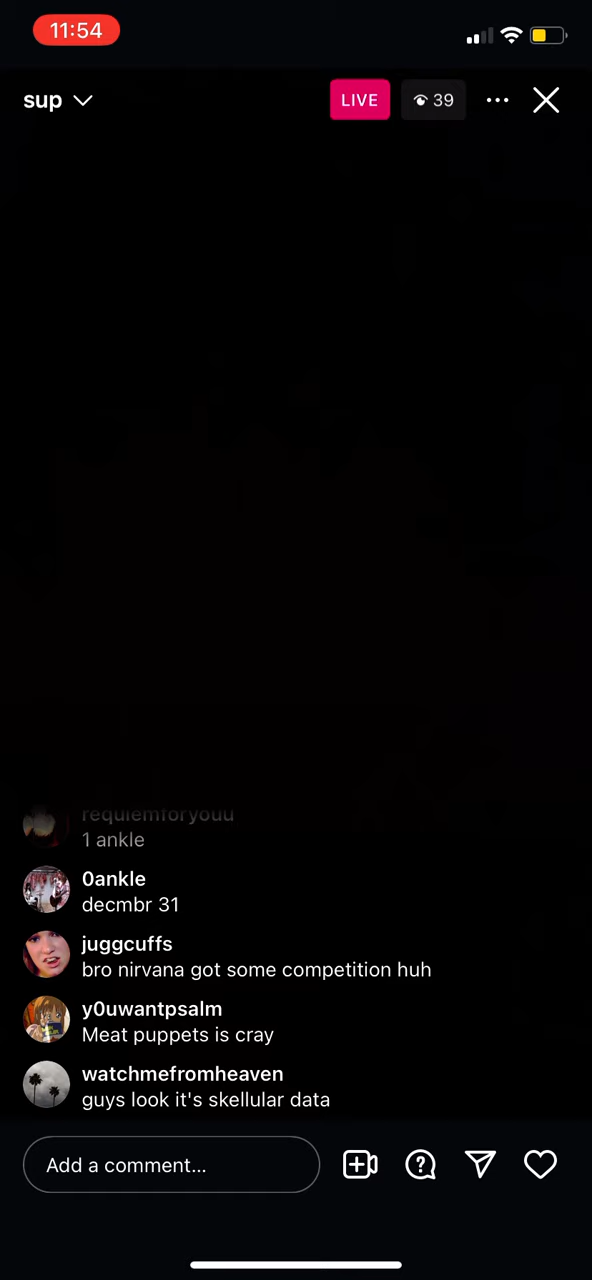 11:54
sup
LIVE
39
requiemforyouu
1 ankle
0ankle
decmbr 31
juggcuffs
bro nirvana got some competition huh
y0uwantpsalm
Meat puppets is cray
watchmefromheaven
guys look it's skellular data
Add a comment...